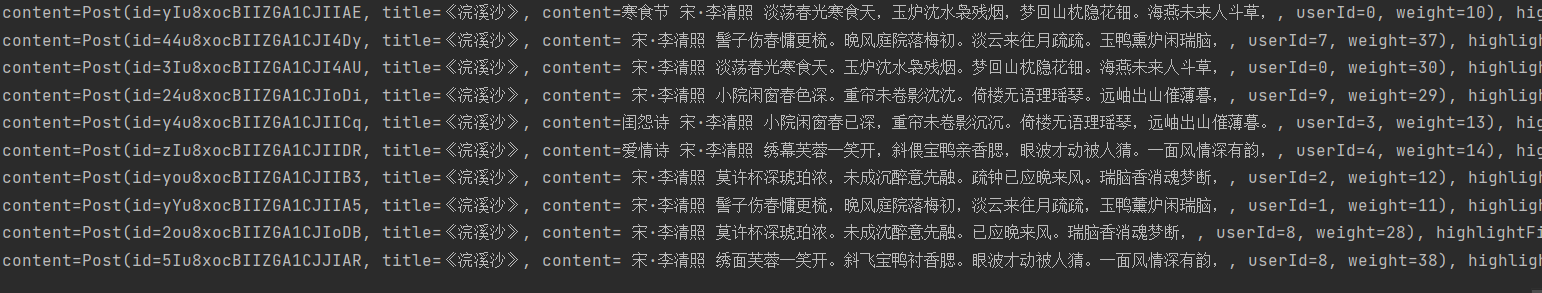 content=Post(id=yIu8xocBIIZGA1CJIIAE, title=《浣溪沙》, content=寒食节 宋·李清照 淡荡春光寒食天，玉炉沈水袅残烟，梦回山枕隐花钿。海燕未来人斗草，, userId=0, weight=10), high
content=Post(id=44u8xocBIIZGA1CJI4Dy, title=《浣溪沙》, content= 宋·李清照 髻子伤春慵更梳。晚风庭院落梅初。淡云来往月疏疏。玉鸭熏炉闲瑞脑，, userId=7, weight=37), highlight
content=Post(id=3Iu8xocBIIZGA1CJI4AU, title=《浣溪沙》, content= 宋·李清照 淡荡春光寒食天。玉炉沈水袅残烟。梦回山枕隐花钿。海燕未来人斗草，, userId=0, weight=30), highlight
content=Post(id=24u8xocBIIZGA1CJIoDi, title=《浣溪沙》, content= 宋·李清照 小院闲窗春色深。重帘未卷影沈沈。倚楼无语理瑶琴。远岫出山催薄暮，, userId=9, weight=29), highlight
content=Post(id=y4u8xocBIIZGA1CJIICq, title=《浣溪沙》, content=闺怨诗 宋·李清照 小院闲窗春已深，重帘未卷影沉沉。倚楼无语理瑶琴，远岫出山催薄暮。, userId=3, weight=13), high
content=Post(id=zIu8xocBIIZGA1CJIIDR, title=《浣溪沙》, content=爱情诗 宋·李清照 绣幕芙蓉一笑开，斜偎宝鸭亲香腮，眼波才动被人猜。一面风情深有韵，, userId=4, weight=14), high
content=Post(id=you8xocBIIZGA1CJIIB3, title=《浣溪沙》, content= 宋·李清照 莫许杯深琥珀浓，未成沉醉意先融。疏钟已应晚来风。瑞脑香消魂梦断，, userId=2, weight=12), highlig
content=Post(id=yYu8xocBIIZGA1CJIIA5, title=《浣溪沙》, content= 宋·李清照 髻子伤春慵更梳，晚风庭院落梅初，淡云来往月疏疏，玉鸭薰炉闲瑞脑，, userId=1, weight=11), highlig
content=Post(id=2ou8xocBIIZGA1CJIoDB, title=《浣溪沙》, content= 宋·李清照 莫许杯深琥珀浓。未成沈醉意先融。已应晚来风。瑞脑香消魂梦断，, userId=8, weight=28), highlightFi
content=Post(id=5Iu8xocBIIZGA1CJJIAR, title=《浣溪沙》, content= 宋·李清照 绣面芙蓉一笑开。斜飞宝鸭衬香腮。眼波才动被人猜。一面风情深有韵，, userId=8, weight=38), highlight